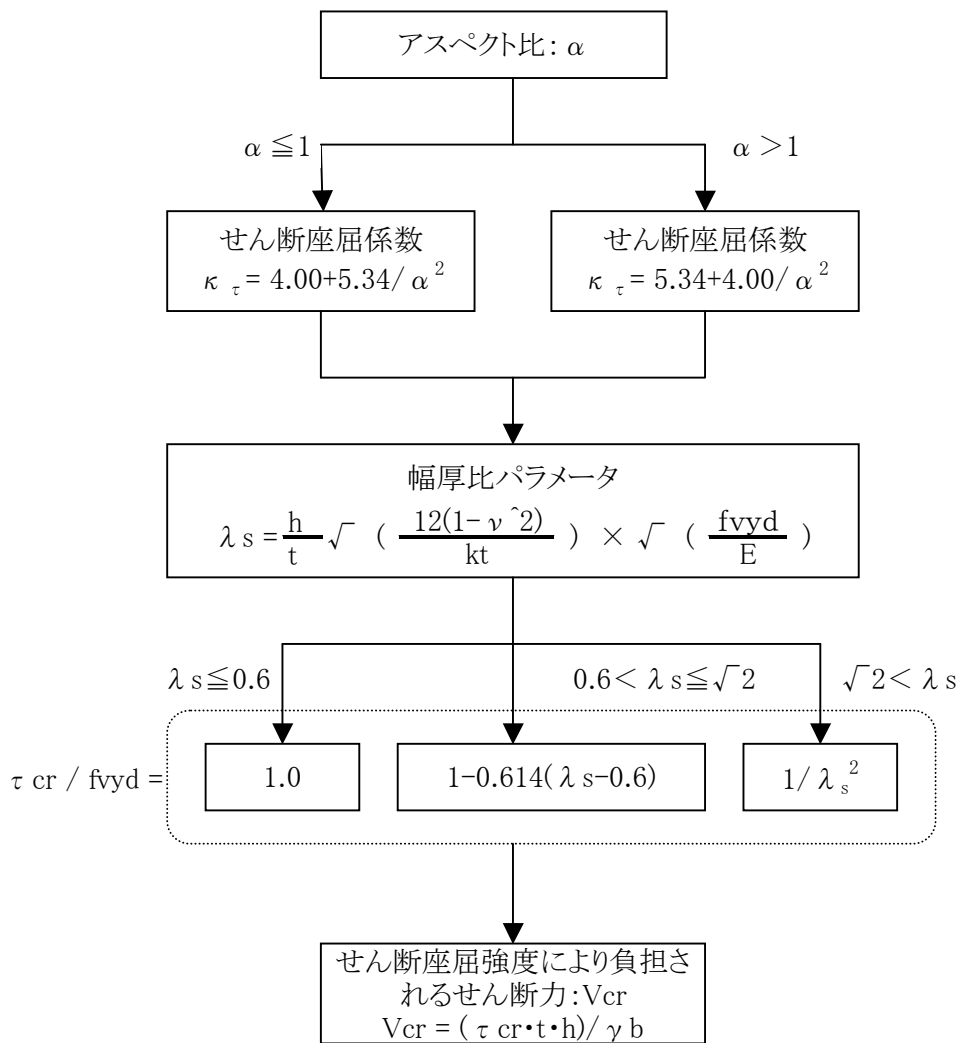 アスペクト比: α
α≦1
α>1
せん断座屈係数
κτ= 4.00+5.34/α²
せん断座屈係数
κτ= 5.34+4.00/α²
幅厚比パラメータ
λs = h/t √ ( 12(1-ν^2)/kt ) × √ ( fvyd/E )
λs≦0.6
0.6<λs≦√2
√2<λs
τcr / fvyd =
1.0
1-0.614(λs-0.6)
1/λs²
せん断座屈強度により負担さ
れるせん断力:Vcr
Vcr = (τcr・t・h)/γb